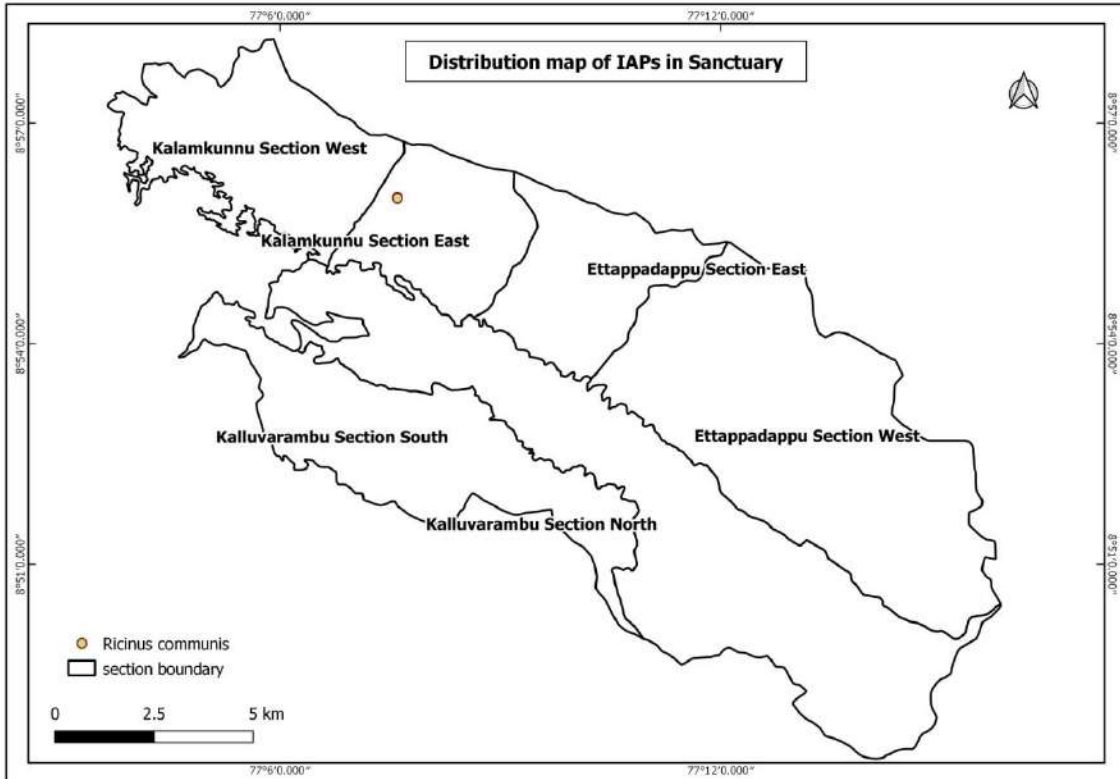 77°6'0.000"
77°12'0.000"
Distribution map of IAPs in Sanctuary
8°57'0.000"
8°57'0.000"
Kalamkunnu Section West
Kalamkunnu Section East
Ettappadappu Section East
8°54'0.000"
8°54'0.000"
Kalluvarambu Section South
Ettappadappu Section West
Kalluvarambu Section North
8°51'0.000"
8°51'0.000"
Ricinus communis
section boundary
0 2.5 5 km
77°6'0.000"
77°12'0.000"